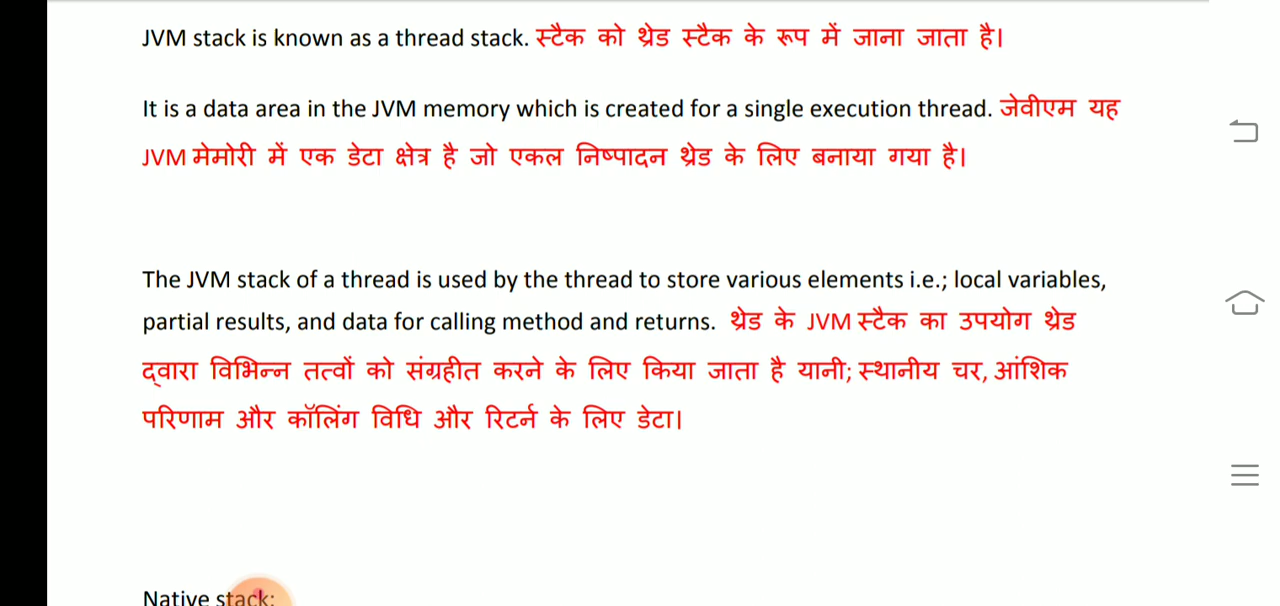 JVM stack is known as a thread stack. स्टैक को थ्रेड स्टैक के रूप में जाना जाता है।
It is a data area in the JVM memory which is created for a single execution thread. जेवीएम यह
JVM मेमोरी में एक डेटा क्षेत्र है जो एकल निष्पादन थ्रेड के लिए बनाया गया है।
The JVM stack of a thread is used by the thread to store various elements i.e.; local variables,
partial results, and data for calling method and returns. थ्रेड के JVM स्टैक का उपयोग थ्रेड
द्वारा विभिन्न तत्वों को संग्रहीत करने के लिए किया जाता है यानी; स्थानीय चर, आंशिक
परिणाम और कॉलिंग विधि और रिटर्न के लिए डेटा।
Native stack: